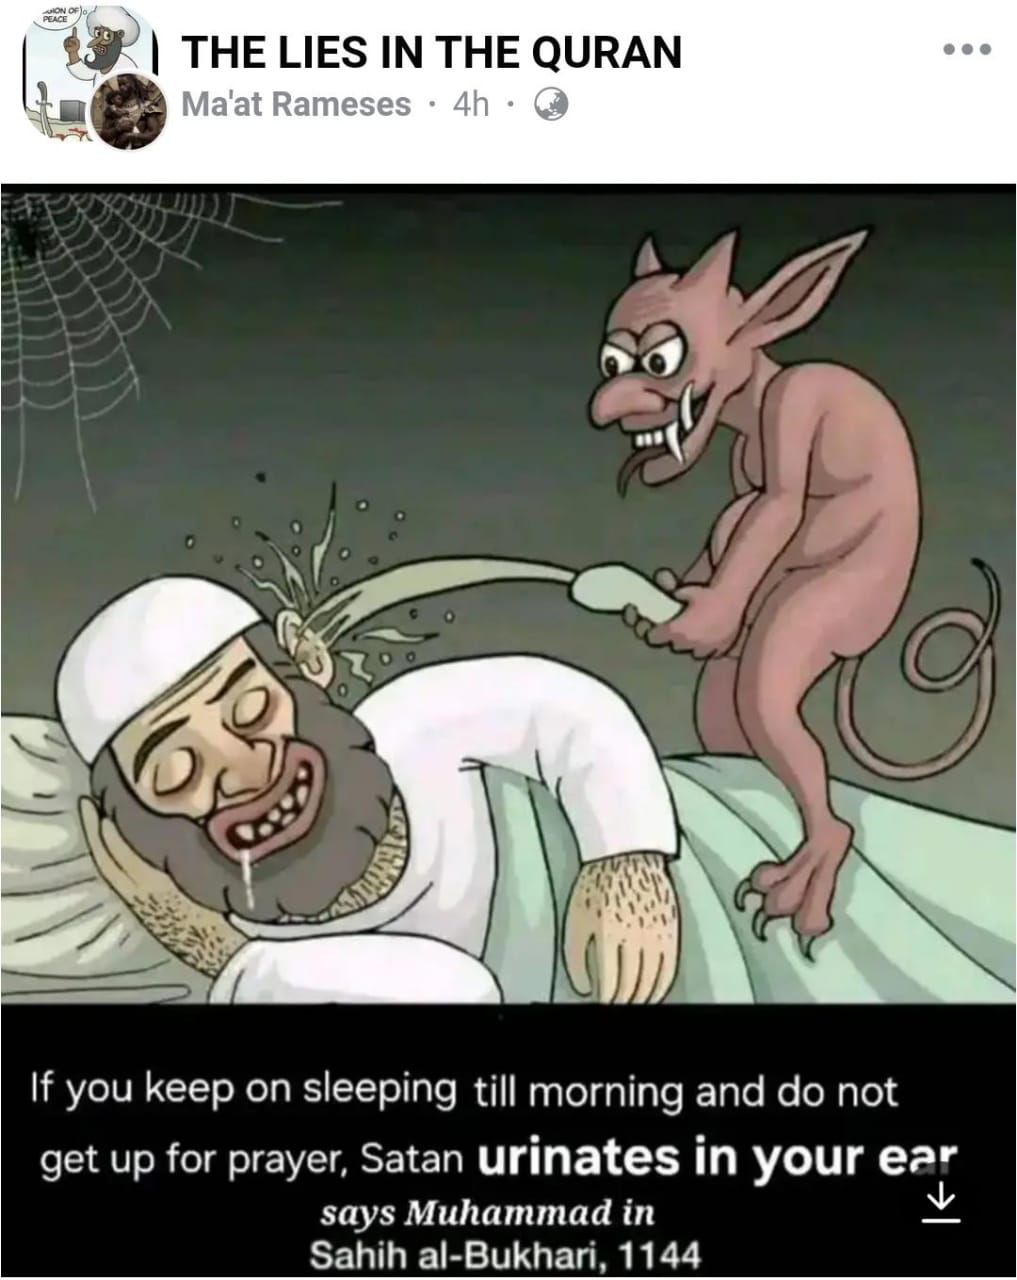 PEACE
THE LIES IN THE QURAN
Ma'at Rameses · 4h ·
If you keep on sleeping till morning and do not
get up for prayer, Satan urinates in your ear
says Muhammad in
Sahih al-Bukhari, 1144